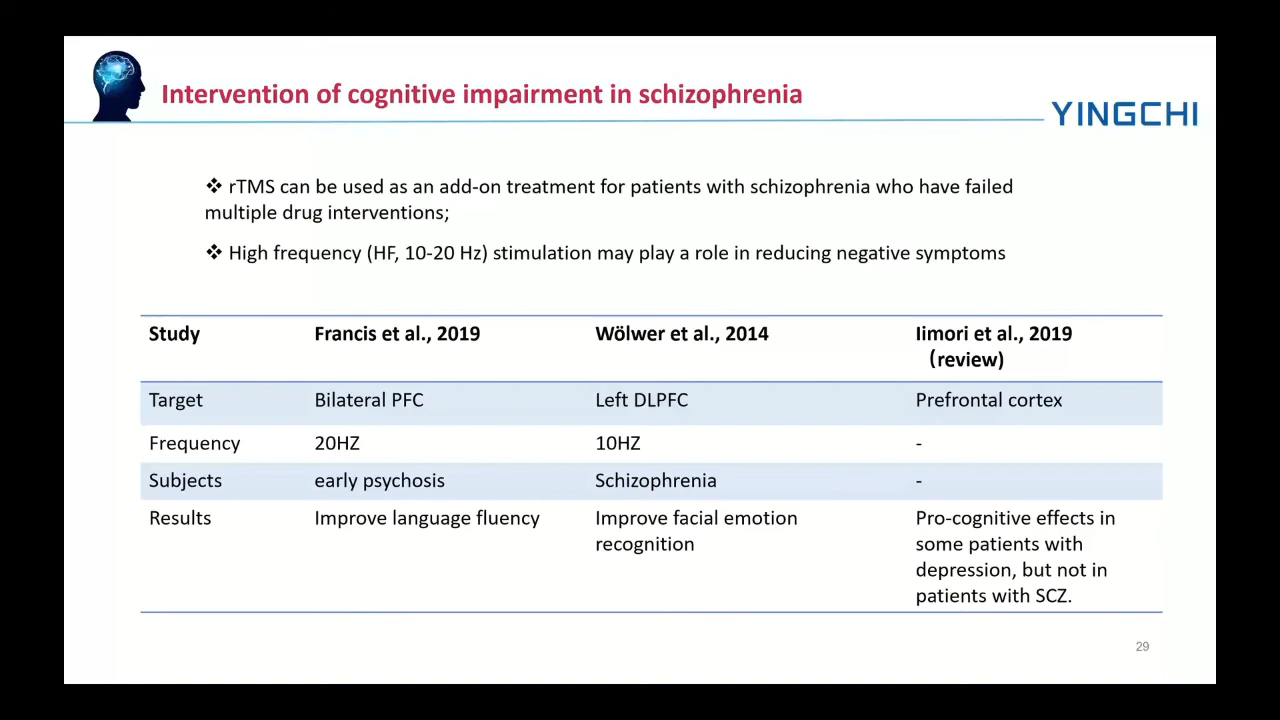 Intervention of cognitive impairment in schizophrenia
YINGCHI
❖ rTMS can be used as an add-on treatment for patients with schizophrenia who have failed
multiple drug interventions;
❖ High frequency (HF, 10-20 Hz) stimulation may play a role in reducing negative symptoms
Study Francis et al., 2019 Wölwer et al., 2014 Iimori et al., 2019
（review)
Target Bilateral PFC Left DLPFC Prefrontal cortex
Frequency 20HZ 10HZ -
Subjects early psychosis Schizophrenia -
Results Improve language fluency Improve facial emotion Pro-cognitive effects in
recognition some patients with
depression, but not in
patients with SCZ.
29